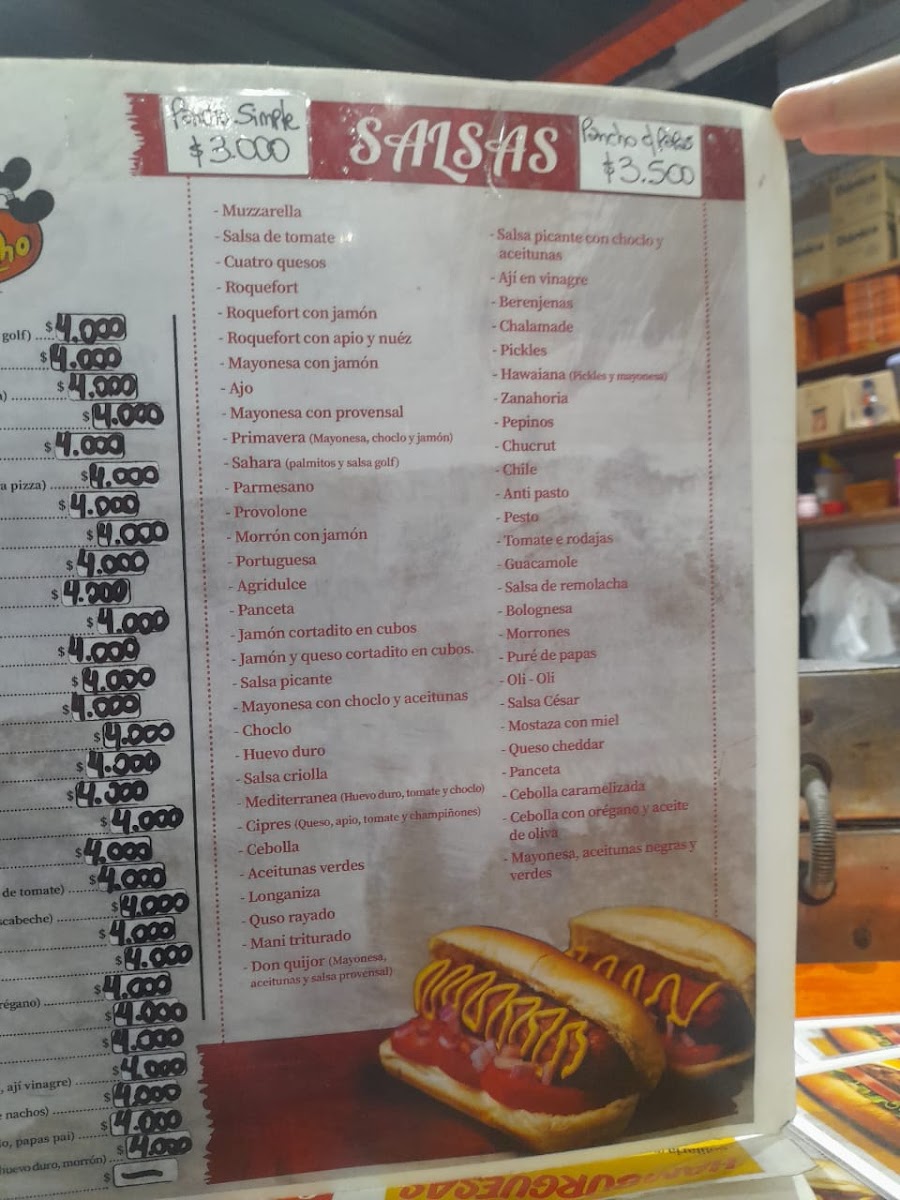 Pancho Simple
$3.000
SALSAS
Pancho c/Papas
$3.500
- Muzzarella
- Salsa de tomate
- Cuatro quesos
- Roquefort
- Roquefort con jamón
- Roquefort con apio y nuéz
- Mayonesa con jamón
- Ajo
- Mayonesa con provensal
- Primavera (Mayonesa, choclo y jamón)
- Sahara (palmitos y salsa golf)
- Parmesano
- Provolone
- Morrón con jamón
- Portuguesa
- Agridulce
- Panceta
- Jamón cortadito en cubos
- Jamón y queso cortadito en cubos.
- Salsa picante
- Mayonesa con choclo y aceitunas
- Choclo
- Huevo duro
- Salsa criolla
- Mediterranea (Huevo duro, tomate y choclo)
- Cipres (Queso, apio, tomate y champíñones)
- Cebolla
- Aceitunas verdes
- Longaniza
- Quso rayado
- Mani triturado
- Don quijor (Mayonesa,
aceitunas y salsa provensal)
- Salsa picante con choclo y
aceitunas
- Ají en vinagre
- Berenjenas
- Chalamade
- Pickles
- Hawaiana (Pickles y mayonesa)
- Zanahoria
- Pepinos
- Chucrut
- Chile
- Anti pasto
- Pesto
- Tomate e rodajas
- Guacamole
- Salsa de remolacha
- Bolognesa
- Morrones
- Puré de papas
- Oli - Oli
- Salsa César
- Mostaza con miel
- Queso cheddar
- Panceta
- Cebolla caramelizada
- Cebolla con orégano y aceite
de oliva
- Mayonesa, aceitunas negras y
verdes
golf) ....$4.000
$4.000
$4.000
$4.000
$4.000
a pizza) ........$4.000
$4.000
$4.000
$4.000
$4.000
$4.000
$4.000
$4.000
$4.000
$4.000
$4.000
$4.000
$4.000
$4.000
de tomate) ......$4.000
scabeche) ..........$4.000
$4.000
$4.000
régano) ..........$4.000
$4.000
$4.000
, ají vinagre) ........$4.000
nachos) ..........$4.000
o, papas pai) ......$4.000
huevo duro, morrón) ....$4.000
$ —
HAMBURGUESAS